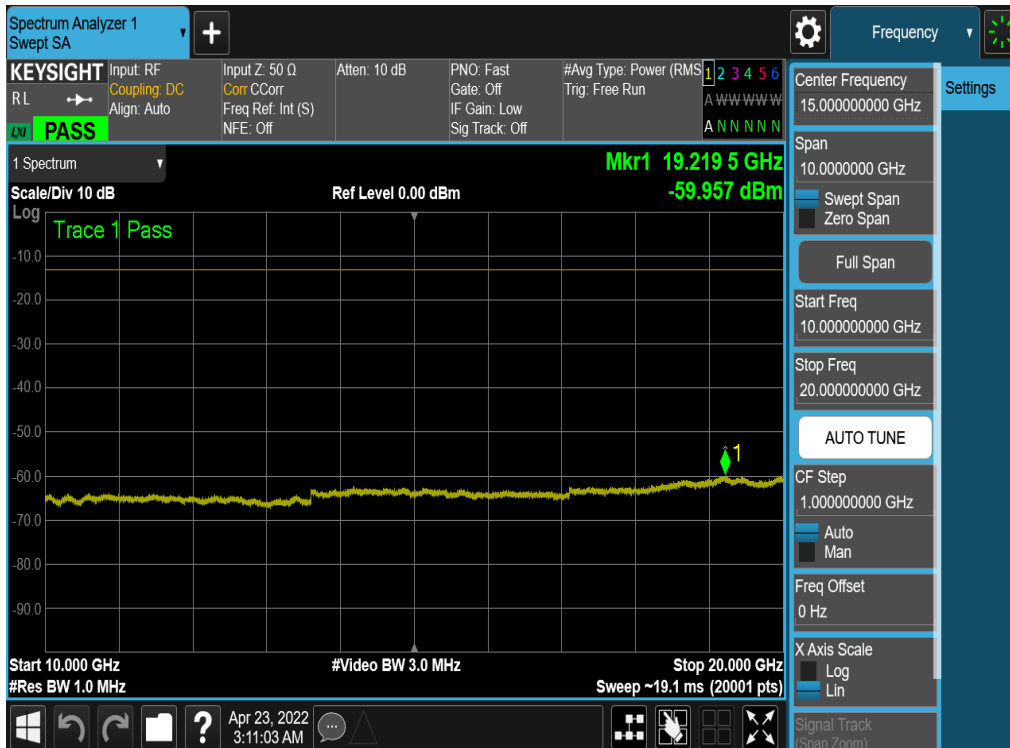 Spectrum Analyzer 1
Swept SA
+
Frequency
KEYSIGHT
RL
LXI PASS
Input: RF
Coupling: DC
Align: Auto
Input Z: 50 Ω
Corr CCorr
Freq Ref: Int (S)
NFE: Off
Atten: 10 dB
PNO: Fast
Gate: Off
IF Gain: Low
Sig Track: Off
#Avg Type: Power (RMS
Trig: Free Run
1 2 3 4 5 6
A W W W W W
A N N N N N
1 Spectrum
Mkr1 19.219 5 GHz
-59.957 dBm
Scale/Div 10 dB
Ref Level 0.00 dBm
Log
Trace 1 Pass
-10.0
-20.0
-30.0
-40.0
-50.0
1
-60.0
-70.0
-80.0
-90.0
Start 10.000 GHz
#Video BW 3.0 MHz
Stop 20.000 GHz
#Res BW 1.0 MHz
Sweep ~19.1 ms (20001 pts)
?
Apr 23, 2022
3:11:03 AM
Center Frequency
15.000000000 GHz
Span
10.0000000 GHz
Swept Span
Zero Span
Full Span
Start Freq
10.000000000 GHz
Stop Freq
20.000000000 GHz
AUTO TUNE
CF Step
1.000000000 GHz
Auto
Man
Freq Offset
0 Hz
X Axis Scale
Log
Lin
Signal Track
(Span Zoom)
Settings